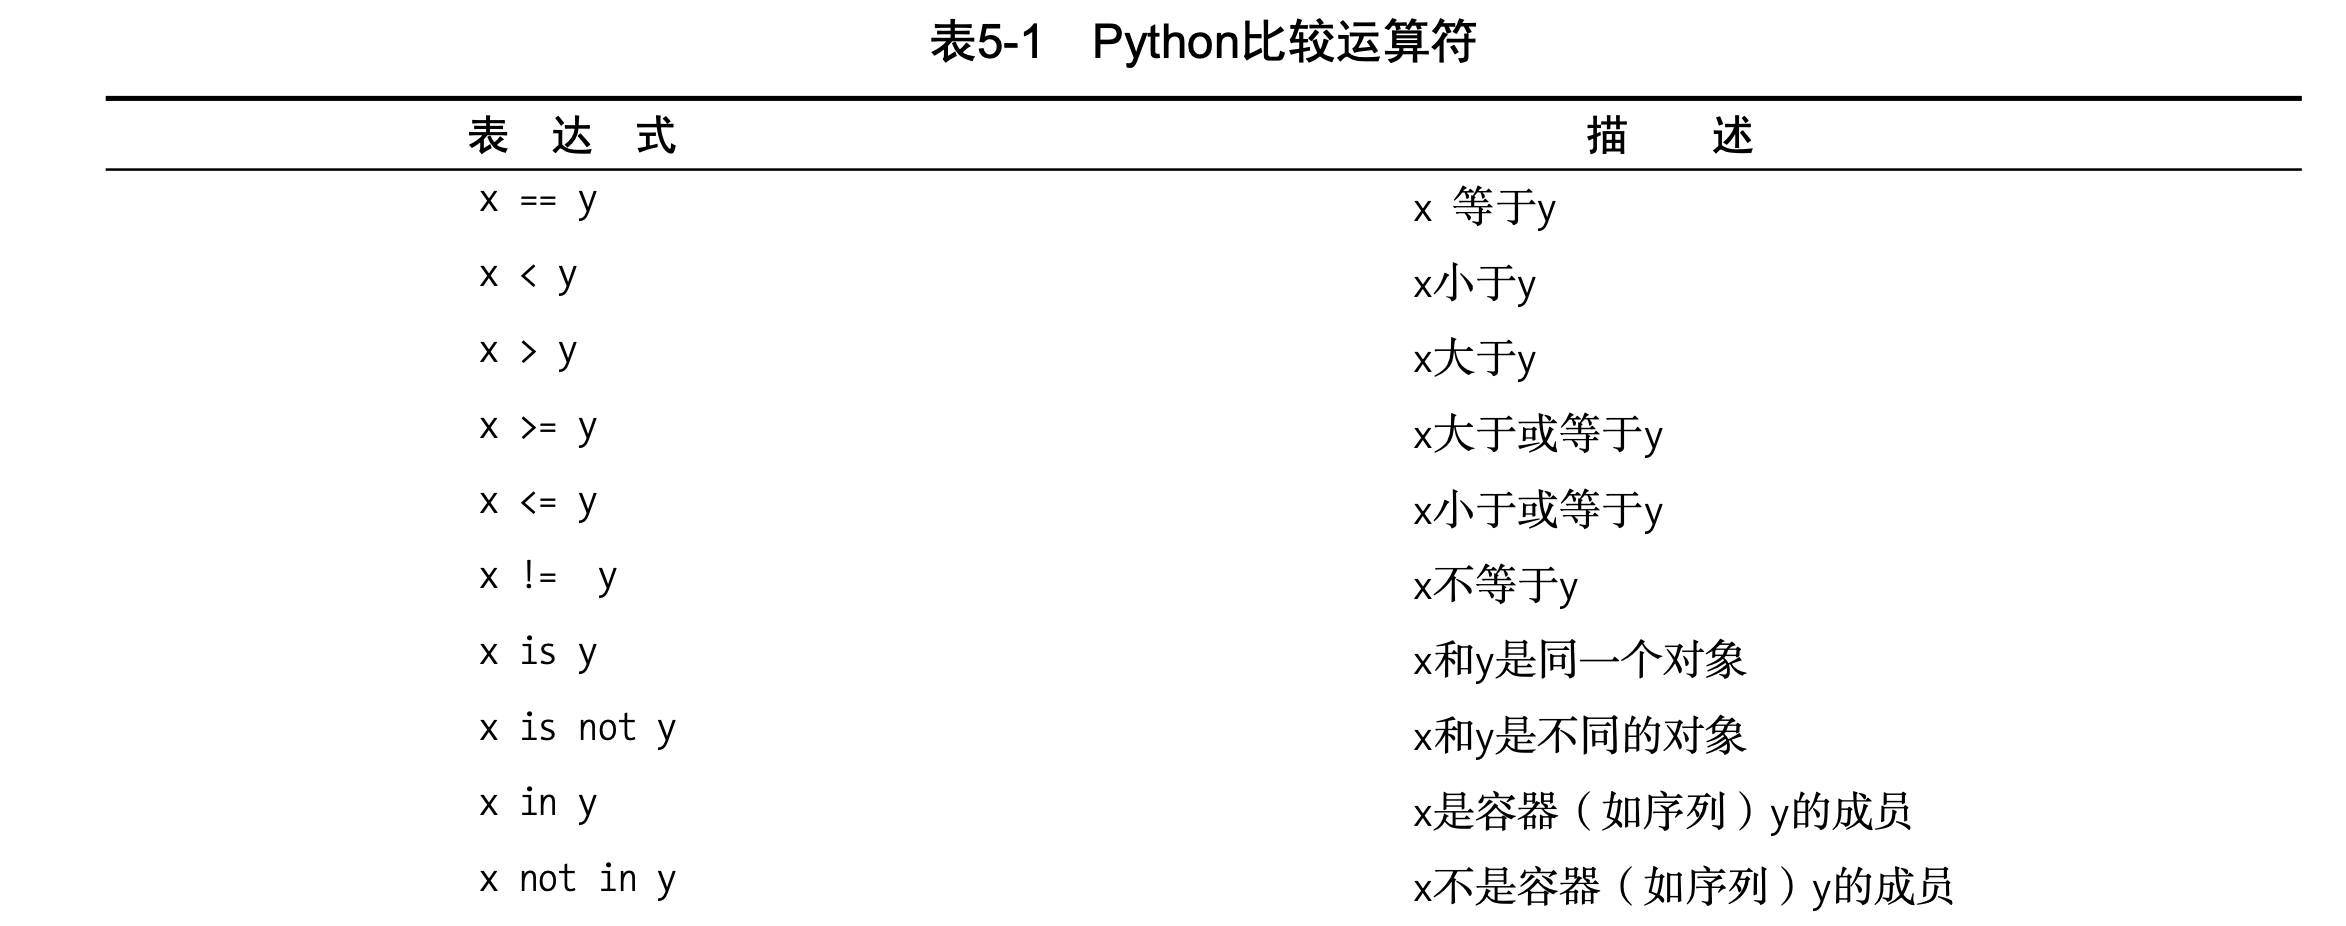 表5-1　Python比较运算符
表　达　式　描　　述
x == y　x 等于y
x < y　x小于y
x > y　x大于y
x >= y　x大于或等于y
x <= y　x小于或等于y
x !=  y　x不等于y
x is y　x和y是同一个对象
x is not y　x和y是不同的对象
x in y　x是容器（如序列）y的成员
x not in y　x不是容器（如序列）y的成员